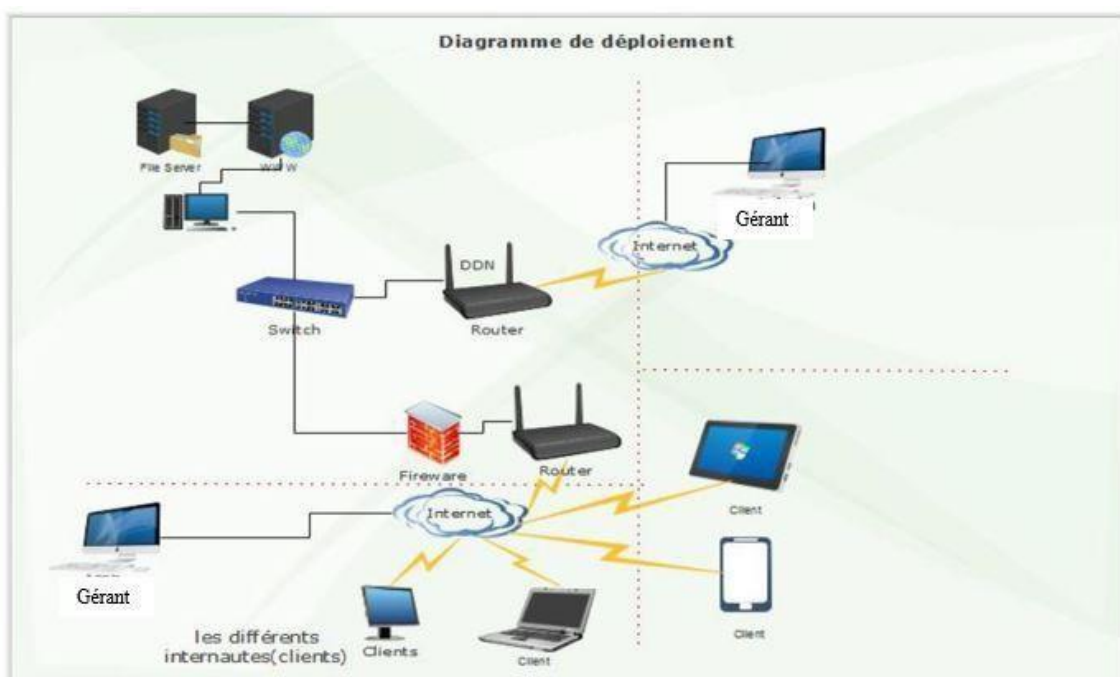 Diagramme de déploiement
File Server
WWW
Gérant
Internet
DDN
Switch
Router
Fireware
Router
Internet
Client
Gérant
Client
les différents
internautes(clients)
Clients
Client